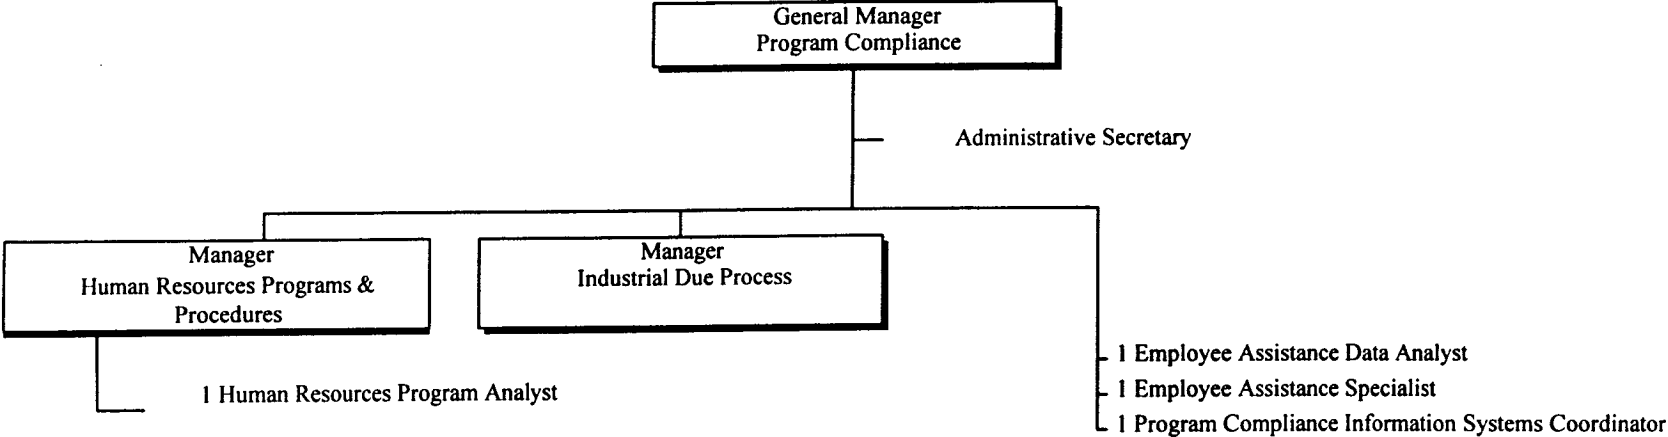 General Manager
Program Compliance
Administrative Secretary
Manager
Human Resources Programs &
Procedures
Manager
Industrial Due Process
1 Human Resources Program Analyst
1 Employee Assistance Data Analyst
1 Employee Assistance Specialist
1 Program Compliance Information Systems Coordinator